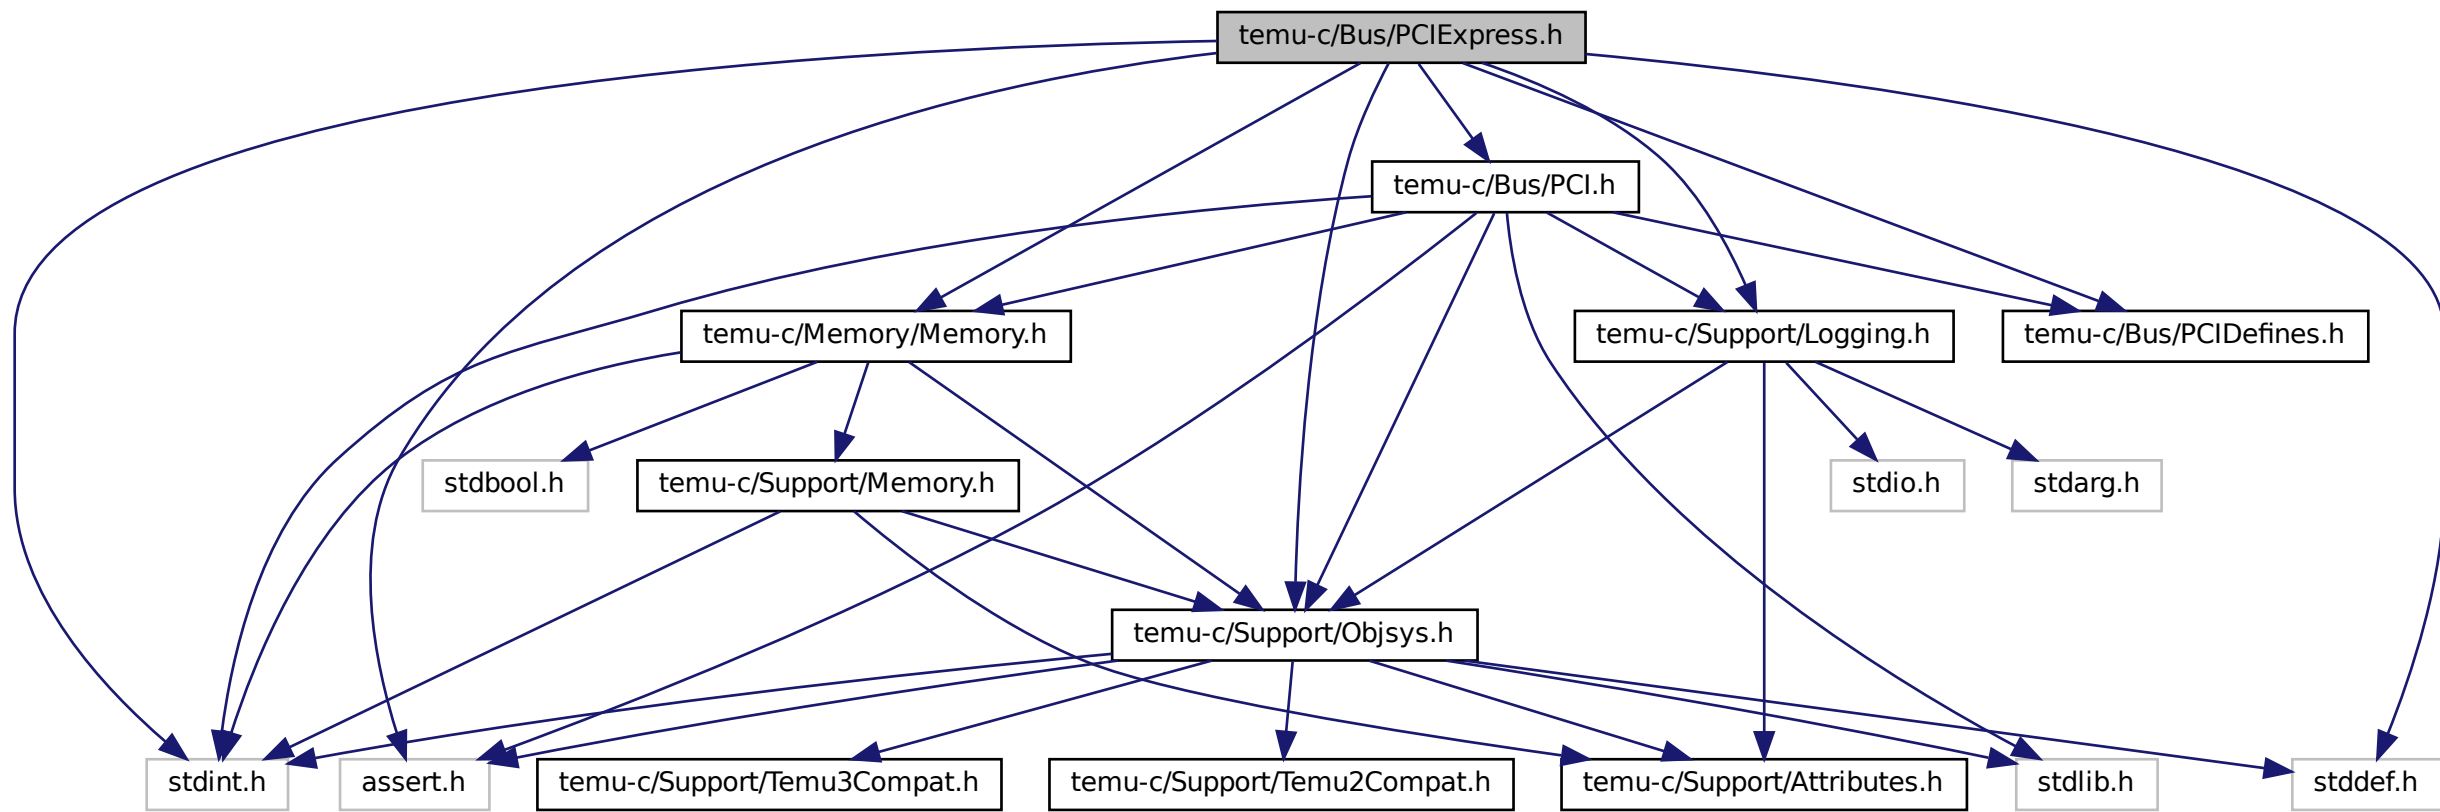 temu-c/Bus/PCIExpress.h
temu-c/Bus/PCI.h
temu-c/Memory/Memory.h
temu-c/Support/Logging.h
temu-c/Bus/PCIDefines.h
stdbool.h
temu-c/Support/Memory.h
stdio.h
stdarg.h
temu-c/Support/Objsys.h
stdint.h
assert.h
temu-c/Support/Temu3Compat.h
temu-c/Support/Temu2Compat.h
temu-c/Support/Attributes.h
stdlib.h
stddef.h